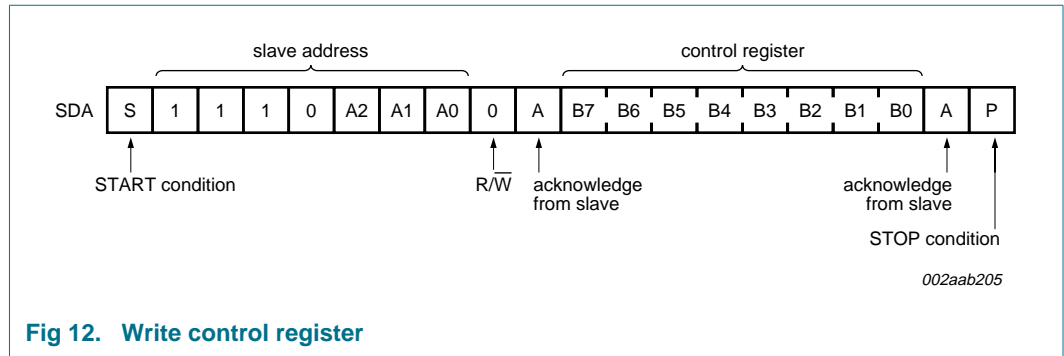 slave address control register
SDA S 1 1 1 0 A2 A1 A0 0 A B7 B6 B5 B4 B3 B2 B1 B0 A P
START condition R/W̅ acknowledge from slave acknowledge from slave
STOP condition
002aab205
Fig 12. Write control register